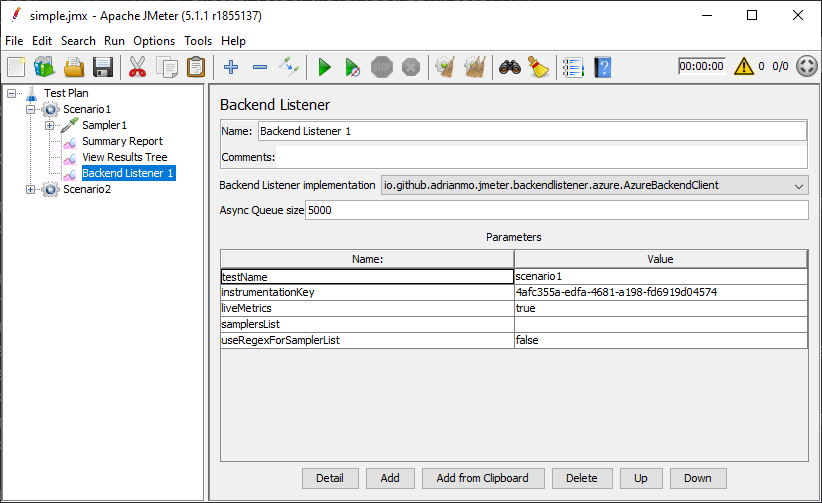 simple.jmx - Apache JMeter (5.1.1 r1855137)
File Edit Search Run Options Tools Help
00:00:00 0 0/0
Test Plan
Scenario1
Sampler1
Summary Report
View Results Tree
Backend Listener 1
Scenario2
Backend Listener
Name: Backend Listener 1
Comments:
Backend Listener implementation io.github.adrianmo.jmeter.backendlistener.azure.AzureBackendClient
Async Queue size 5000
Parameters
Name: Value
testName scenario1
instrumentationKey 4afc355a-edfa-4681-a198-fd6919d04574
liveMetrics true
samplersList
useRegexForSamplerList false
Detail Add Add from Clipboard Delete Up Down